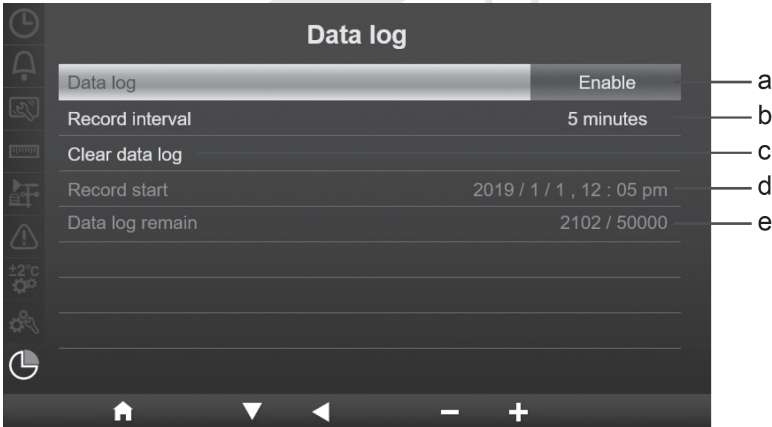 Data log
Data log Enable a
Record interval 5 minutes b
Clear data log c
Record start 2019 / 1 / 1 , 12 : 05 pm d
Data log remain 2102 / 50000 e
±2°C